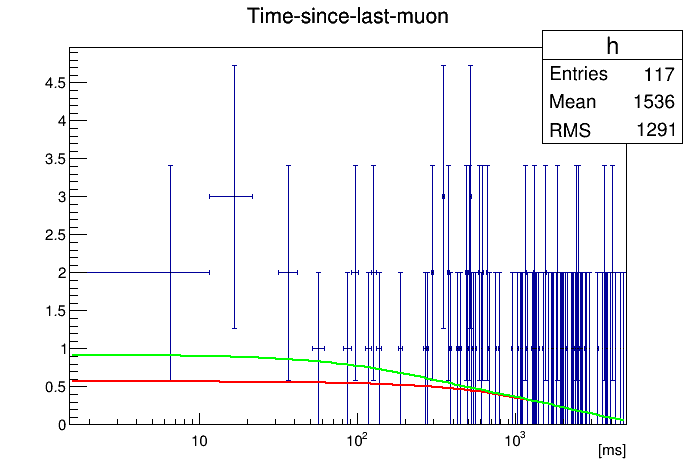 Time-since-last-muon
h
Entries 117
Mean 1536
RMS 1291
4.5
4
3.5
3
2.5
2
1.5
1
0.5
0
10 10² 10³
[ms]